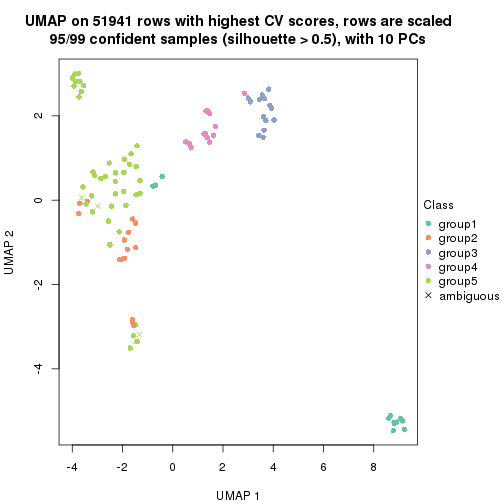 UMAP on 51941 rows with highest CV scores, rows are scaled
95/99 confident samples (silhouette > 0.5), with 10 PCs
2
0
-2
-4
UMAP 2
-4
-2
0
2
4
6
8
UMAP 1
Class
group1
group2
group3
group4
group5
ambiguous